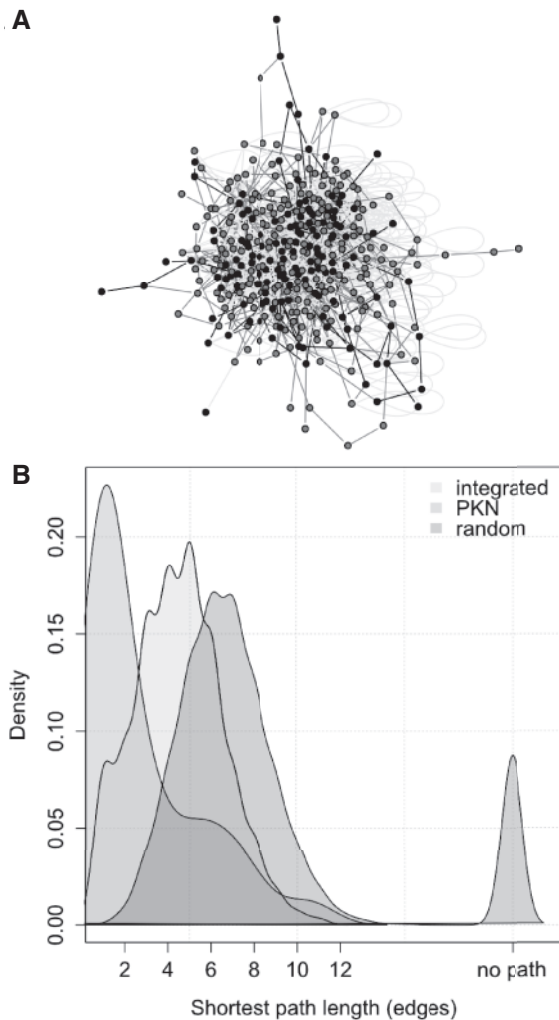 A
B
integrated
PKN
random
0.20
0.15
0.10
0.05
0.00
Density
2 4 6 8 10 12 no path
Shortest path length (edges)